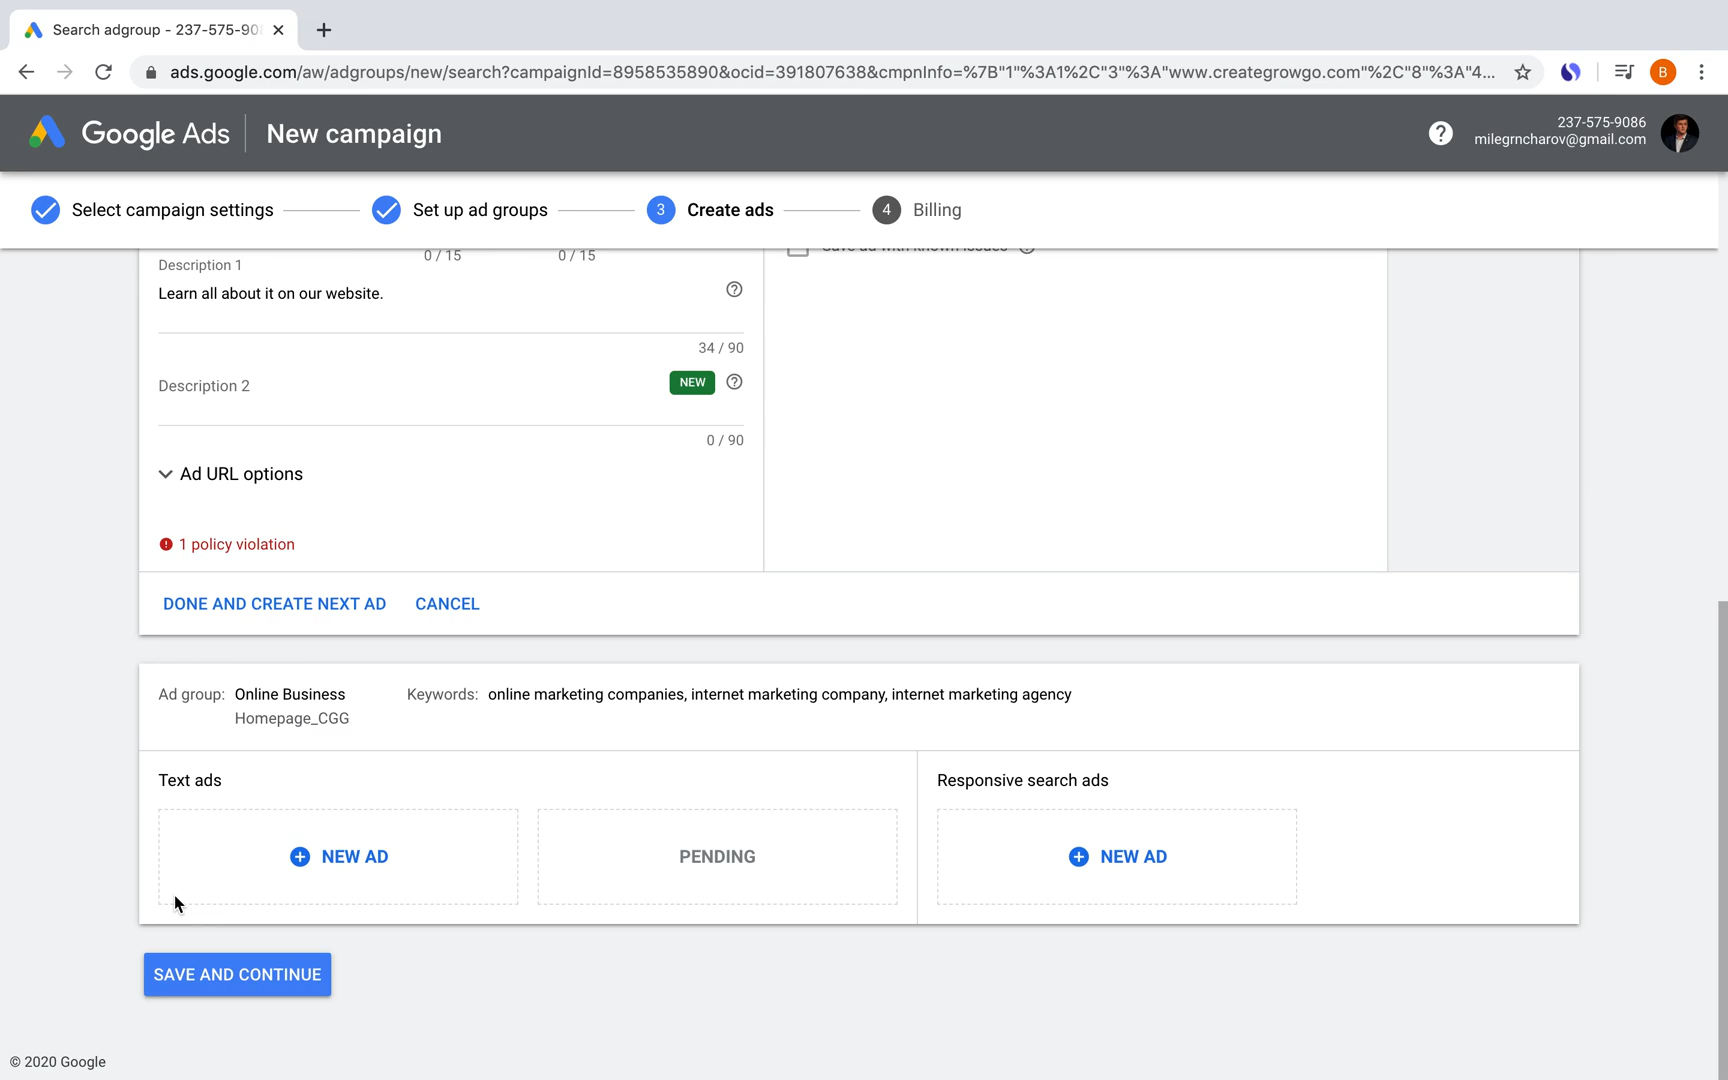 Search adgroup - 237-575-90
ads.google.com/aw/adgroups/new/search?campaignId=8958535890&ocid=391807638&cmpnInfo=%7B"1"%3A1%2C"3"%3A"www.creategrowgo.com"%2C"8"%3A"4...
B
Google Ads
New campaign
?
237-575-9086
milegrncharov@gmail.com
Select campaign settings
Set up ad groups
3 Create ads
4 Billing
Save ad with known issues
0 / 15
0 / 15
Description 1
Learn all about it on our website.
34 / 90
Description 2
NEW
0 / 90
Ad URL options
1 policy violation
DONE AND CREATE NEXT AD
CANCEL
Ad group: Online Business
Homepage_CGG
Keywords: online marketing companies, internet marketing company, internet marketing agency
Text ads
NEW AD
PENDING
Responsive search ads
NEW AD
SAVE AND CONTINUE
© 2020 Google